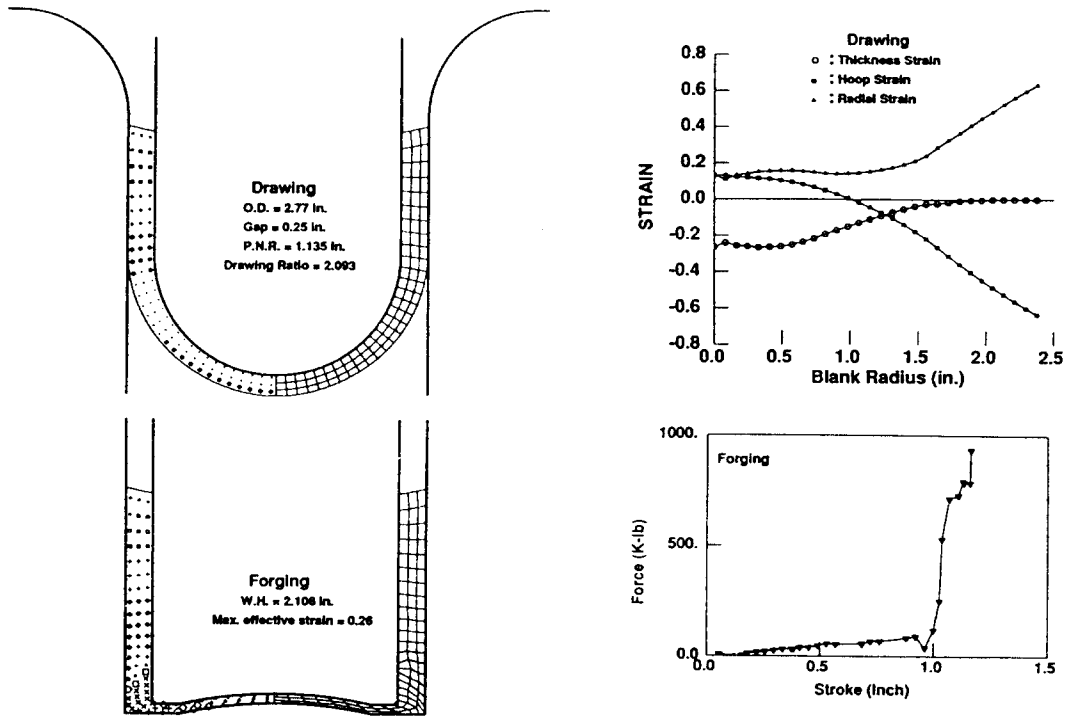 Drawing
O.D. = 2.77 in.
Gap = 0.25 in.
P.N.R. = 1.135 in.
Drawing Ratio = 2.093
Drawing
: Thickness Strain
: Hoop Strain
: Radial Strain
0.8
0.6
0.4
0.2
0.0
-0.2
-0.4
-0.6
-0.8
STRAIN
0.0 0.5 1.0 1.5 2.0 2.5
Blank Radius (in.)
Forging
W.H. = 2.108 in.
Max. effective strain = 0.26
1000.
500.
0.0
Force (K-lb)
Forging
0.5 1.0 1.5
Stroke (Inch)